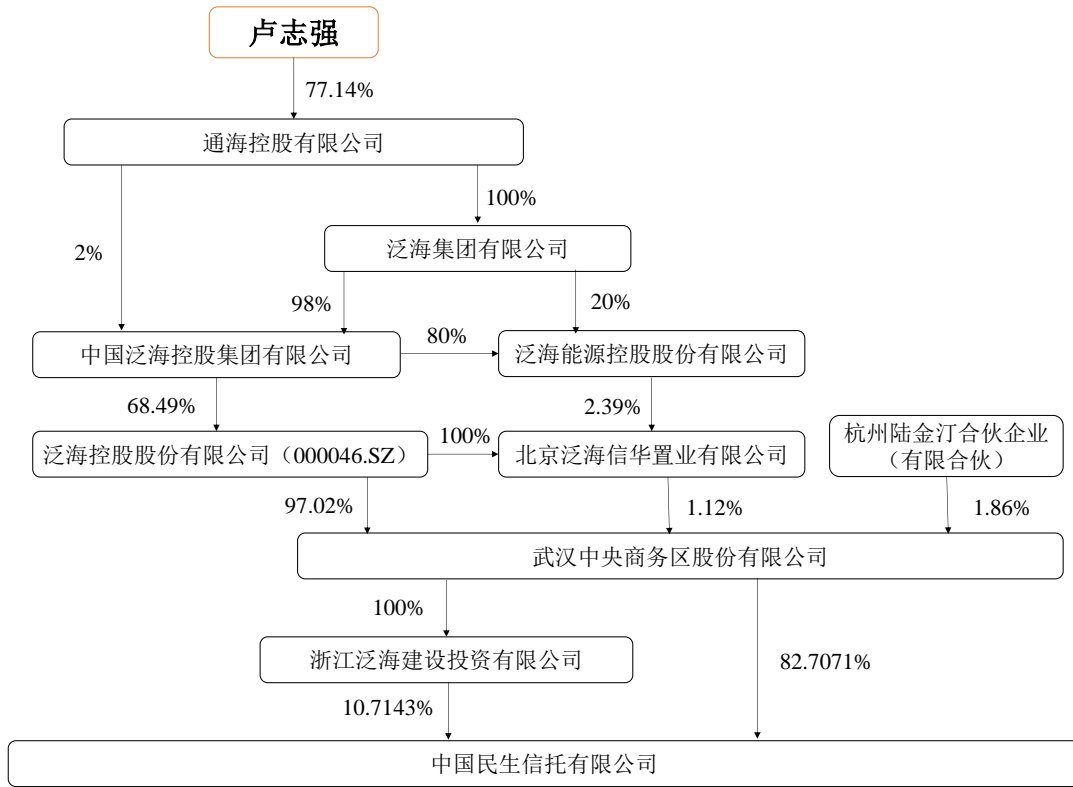 卢志强
77.14%
通海控股有限公司
100%
2%
泛海集团有限公司
98%
20%
中国泛海控股集团有限公司
80%
泛海能源控股股份有限公司
68.49%
2.39%
泛海控股股份有限公司（000046.SZ）
100%
北京泛海信华置业有限公司
杭州陆金汀合伙企业
（有限合伙）
97.02%
1.12%
1.86%
武汉中央商务区股份有限公司
100%
浙江泛海建设投资有限公司
82.7071%
10.7143%
中国民生信托有限公司